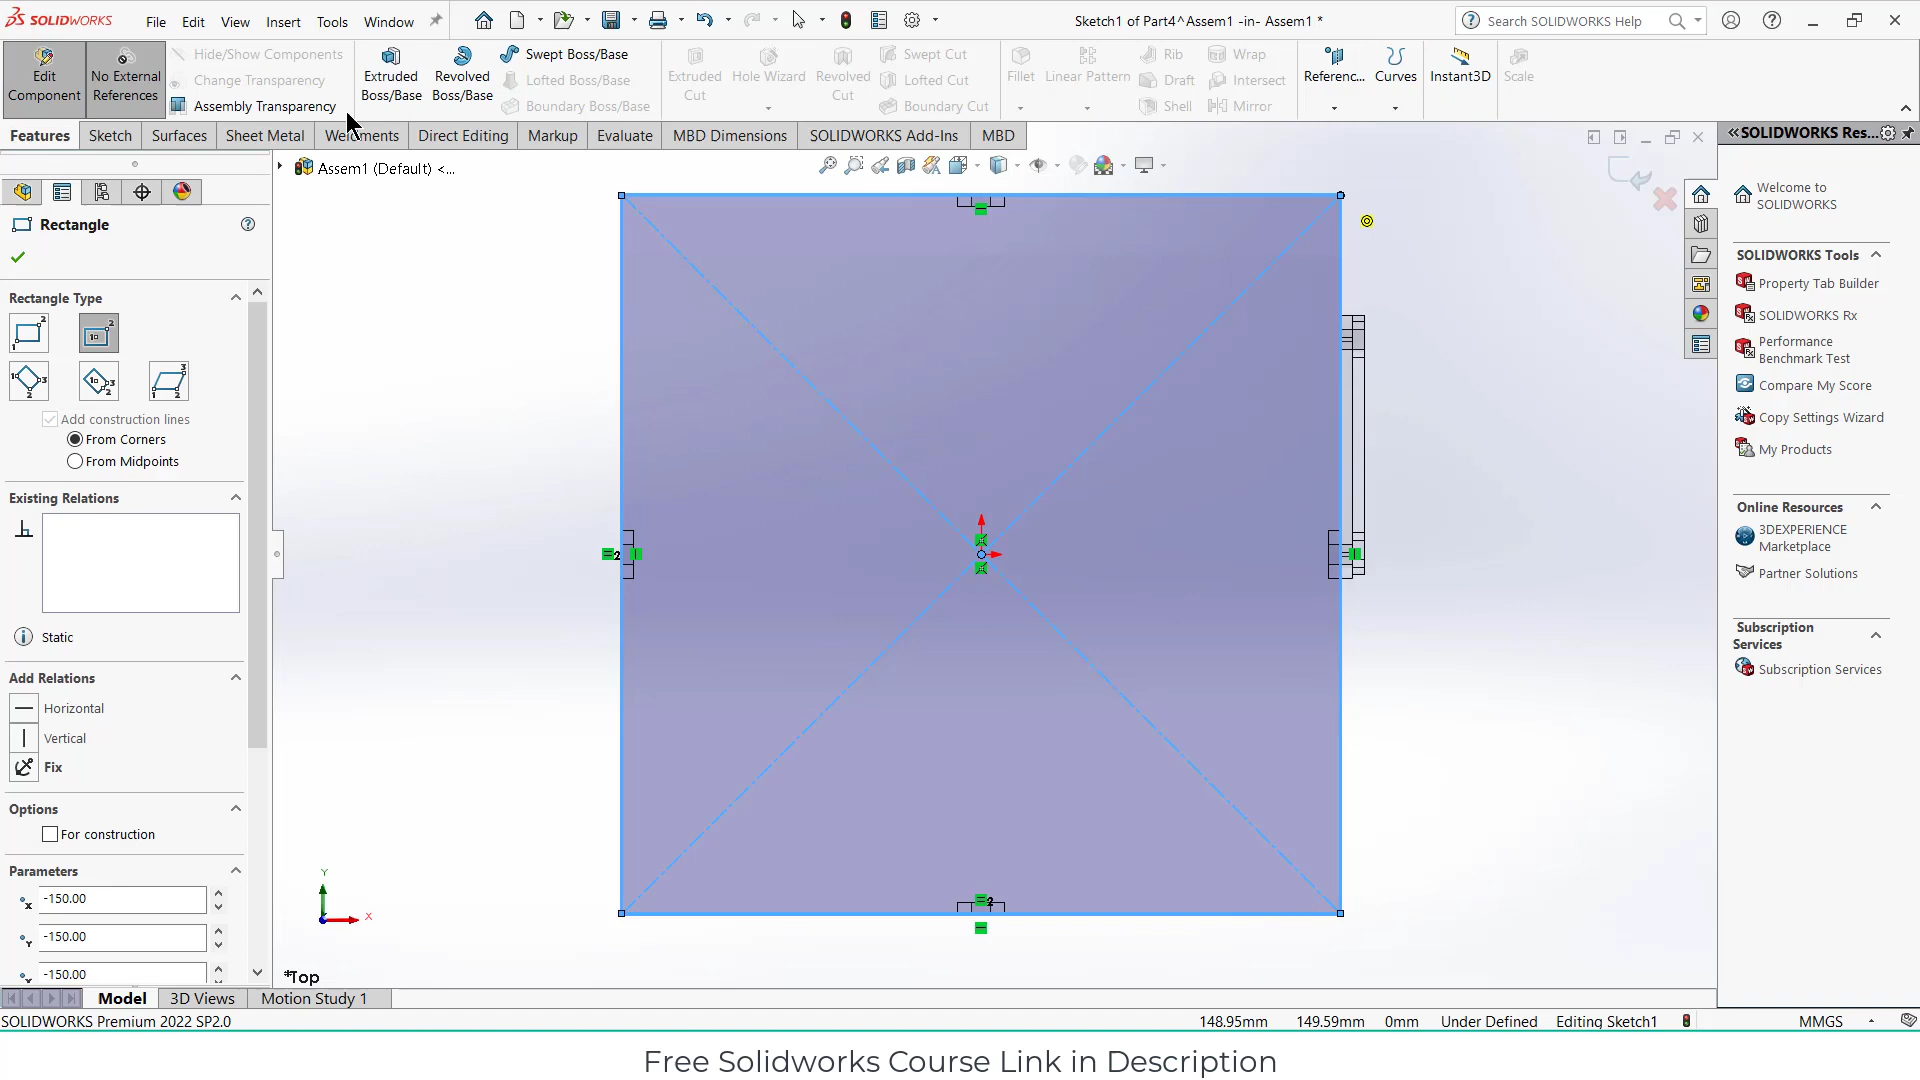 SOLIDWORKS File Edit View Insert Tools Window Sketch1 of Part4^Assem1 -in- Assem1 * Search SOLIDWORKS Help
Edit Component
No External References
Hide/Show Components
Change Transparency
Assembly Transparency
Extruded Boss/Base
Revolved Boss/Base
Swept Boss/Base
Lofted Boss/Base
Boundary Boss/Base
Extruded Cut
Hole Wizard
Revolved Cut
Swept Cut
Lofted Cut
Boundary Cut
Fillet
Linear Pattern
Rib
Draft
Shell
Wrap
Intersect
Mirror
Referenc...
Curves
Instant3D
Scale
Features Sketch Surfaces Sheet Metal Weldments Direct Editing Markup Evaluate MBD Dimensions SOLIDWORKS Add-Ins MBD
Assem1 (Default) <...
Rectangle
Rectangle Type
Add construction lines
From Corners
From Midpoints
Existing Relations
Static
Add Relations
Horizontal
Vertical
Fix
Options
For construction
Parameters
-150.00
-150.00
-150.00
2
2
Y
X
*Top
SOLIDWORKS Res...
Welcome to
SOLIDWORKS
SOLIDWORKS Tools
Property Tab Builder
SOLIDWORKS Rx
Performance
Benchmark Test
Compare My Score
Copy Settings Wizard
My Products
Online Resources
3DEXPERIENCE
Marketplace
Partner Solutions
Subscription
Services
Subscription Services
Model 3D Views Motion Study 1
SOLIDWORKS Premium 2022 SP2.0 148.95mm 149.59mm 0mm Under Defined Editing Sketch1 MMGS
Free Solidworks Course Link in Description